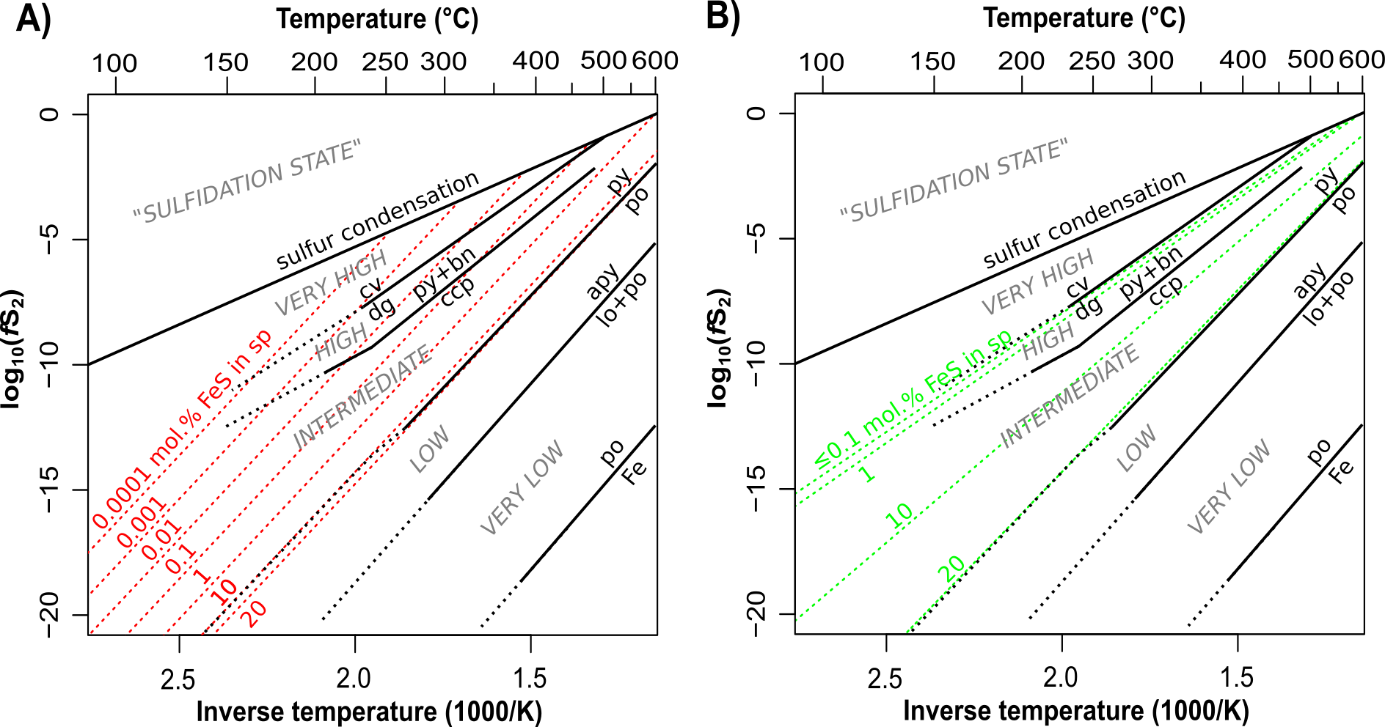 A)
Temperature (°C)
100 150 200 250 300 400 500 600
0
−5
−10
−15
−20
log₁₀(fS₂)
"SULFIDATION STATE"
sulfur condensation
VERY HIGH
cv
dg
py+bn
ccp
py
po
HIGH
INTERMEDIATE
apy
lo+po
LOW
VERY LOW
po
Fe
0.0001 mol.% FeS in sp
0.001
0.01
0.1
1
10
20
2.5 2.0 1.5
Inverse temperature (1000/K)
B)
Temperature (°C)
100 150 200 250 300 400 500 600
0
−5
−10
−15
−20
log₁₀(fS₂)
"SULFIDATION STATE"
sulfur condensation
VERY HIGH
cv
dg
py+bn
ccp
py
po
HIGH
INTERMEDIATE
apy
lo+po
LOW
VERY LOW
po
Fe
≤0.1 mol.% FeS in sp
1
10
20
2.5 2.0 1.5
Inverse temperature (1000/K)